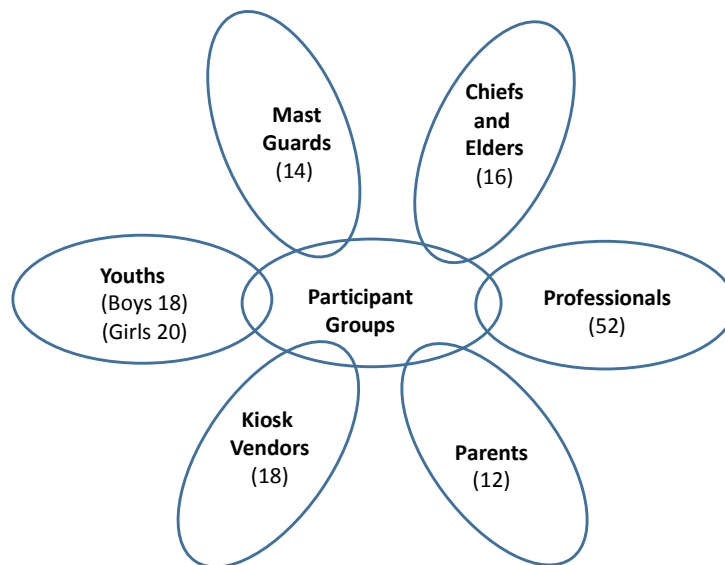 Mast
Guards
(14)
Chiefs
and
Elders
(16)
Youths
(Boys 18)
(Girls 20)
Participant
Groups
Professionals
(52)
Kiosk
Vendors
(18)
Parents
(12)